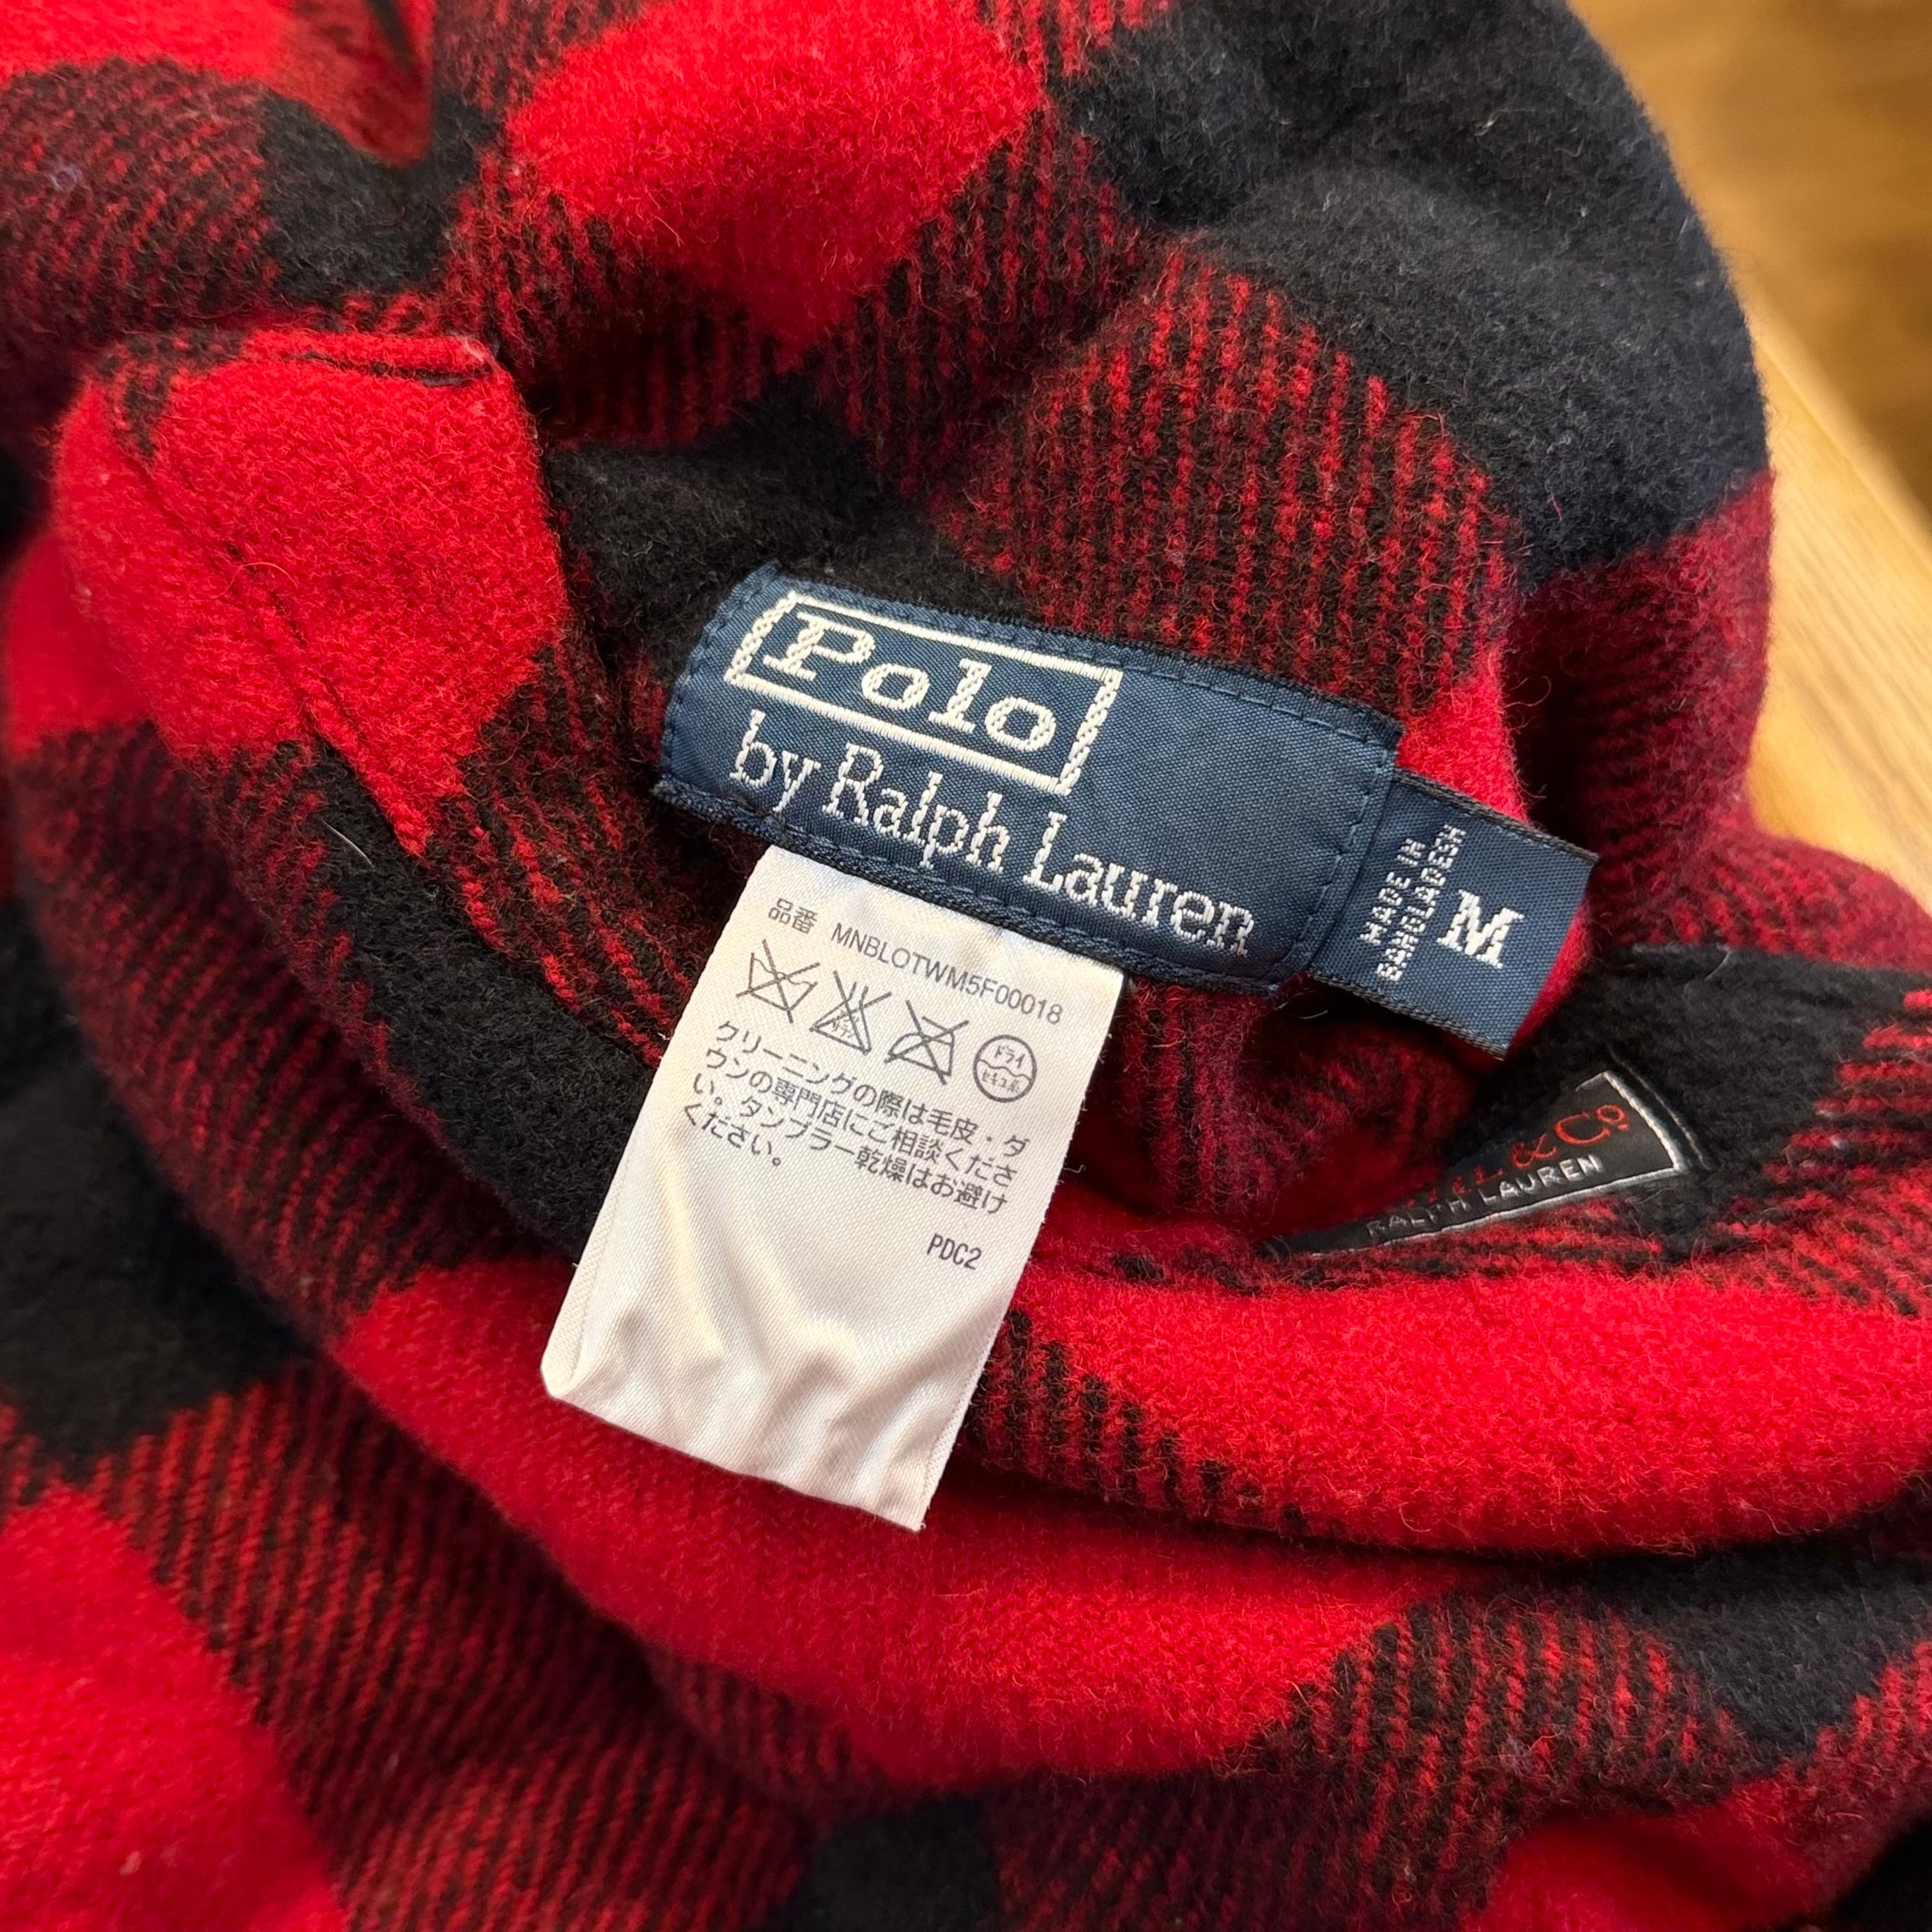 Polo
by Ralph Lauren
MADE IN
BANGLADESH
M
品番 MNBLOTWM5F00018
ドライ
セキユ系
クリーニングの際は毛皮・ダ
ウンの専門店にご相談くださ
い。タンブラー乾燥はお避け
ください。
PDC2
& Co
RALPH LAUREN